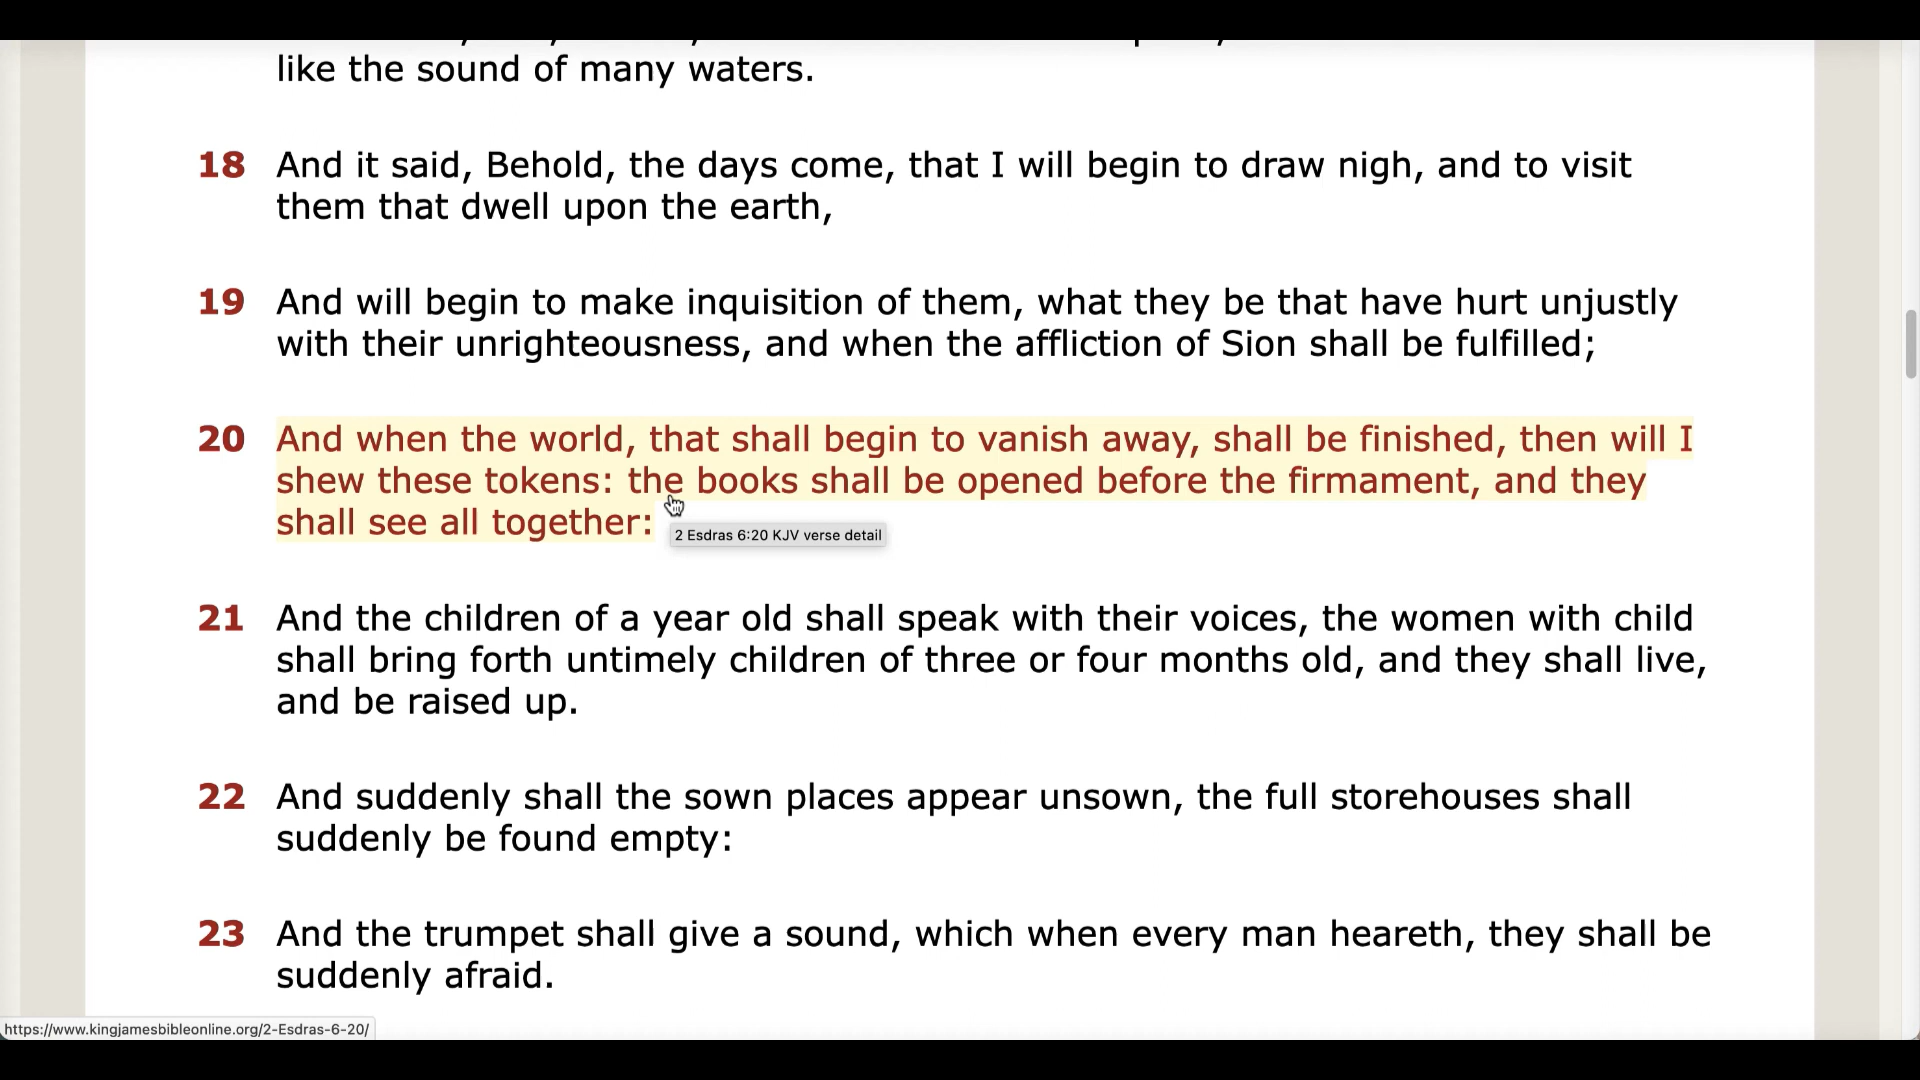 like the sound of many waters.
18 And it said, Behold, the days come, that I will begin to draw nigh, and to visit
them that dwell upon the earth,
19 And will begin to make inquisition of them, what they be that have hurt unjustly
with their unrighteousness, and when the affliction of Sion shall be fulfilled;
20 And when the world, that shall begin to vanish away, shall be finished, then will I
shew these tokens: the books shall be opened before the firmament, and they
shall see all together:
2 Esdras 6:20 KJV verse detail
21 And the children of a year old shall speak with their voices, the women with child
shall bring forth untimely children of three or four months old, and they shall live,
and be raised up.
22 And suddenly shall the sown places appear unsown, the full storehouses shall
suddenly be found empty:
23 And the trumpet shall give a sound, which when every man heareth, they shall be
suddenly afraid.
https://www.kingjamesbibleonline.org/2-Esdras-6-20/